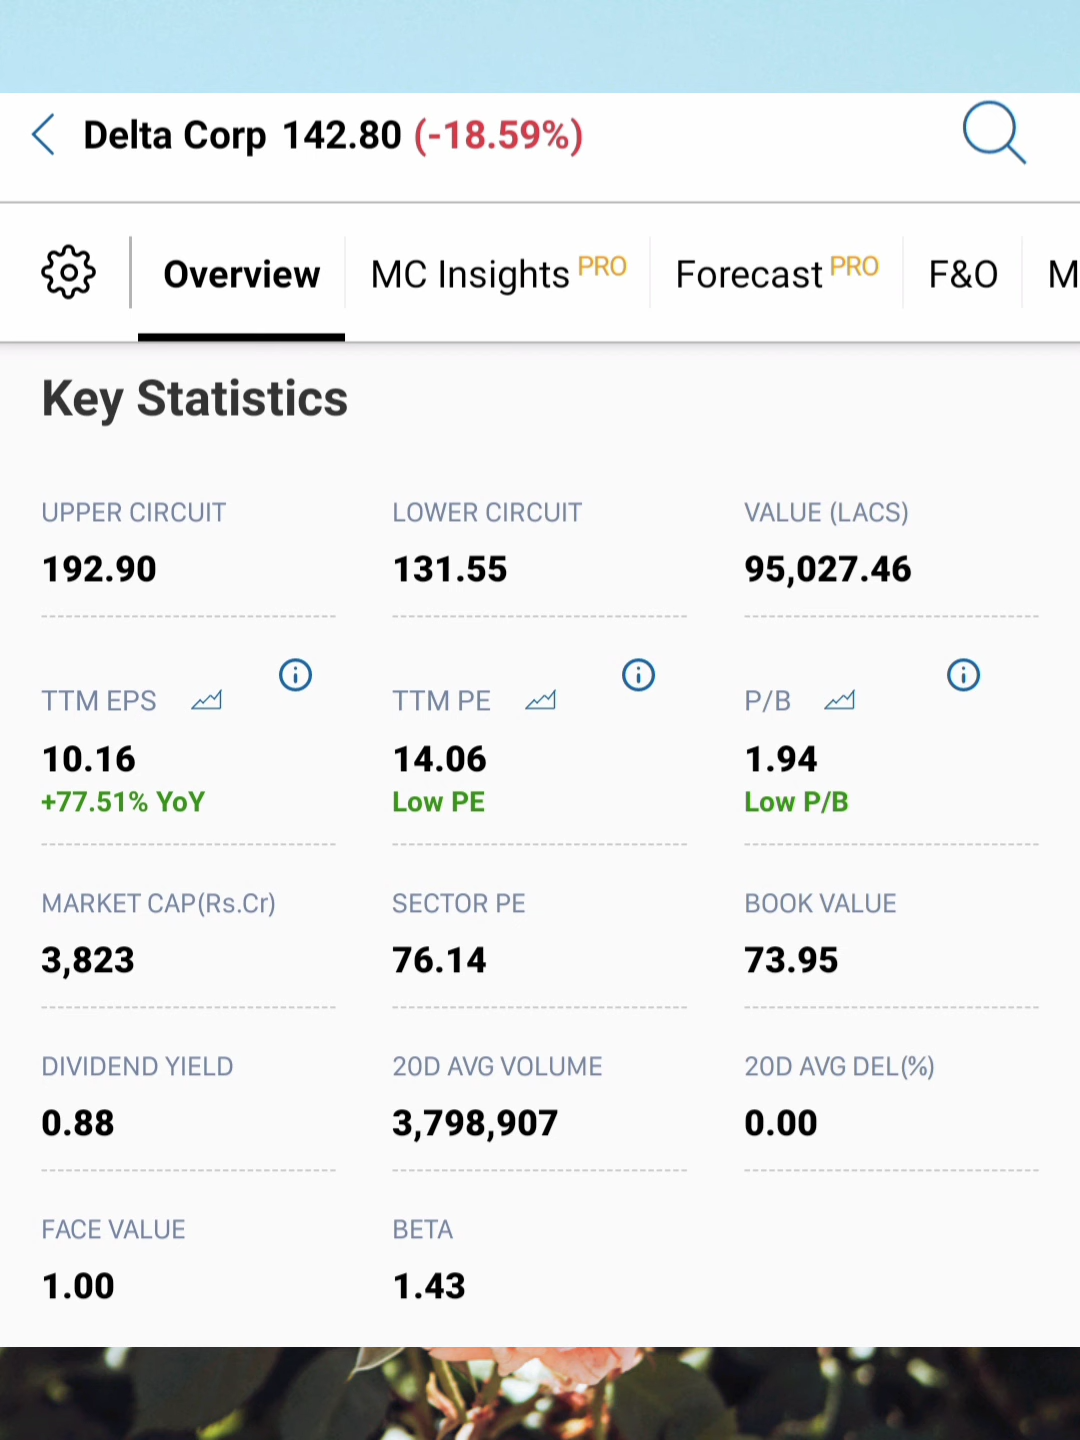 Delta Corp 142.80 (-18.59%)
Overview MC Insights PRO Forecast PRO F&O M
Key Statistics
UPPER CIRCUIT LOWER CIRCUIT VALUE (LACS)
192.90 131.55 95,027.46
TTM EPS TTM PE P/B
10.16 14.06 1.94
+77.51% YoY Low PE Low P/B
MARKET CAP(Rs.Cr) SECTOR PE BOOK VALUE
3,823 76.14 73.95
DIVIDEND YIELD 20D AVG VOLUME 20D AVG DEL(%)
0.88 3,798,907 0.00
FACE VALUE BETA
1.00 1.43